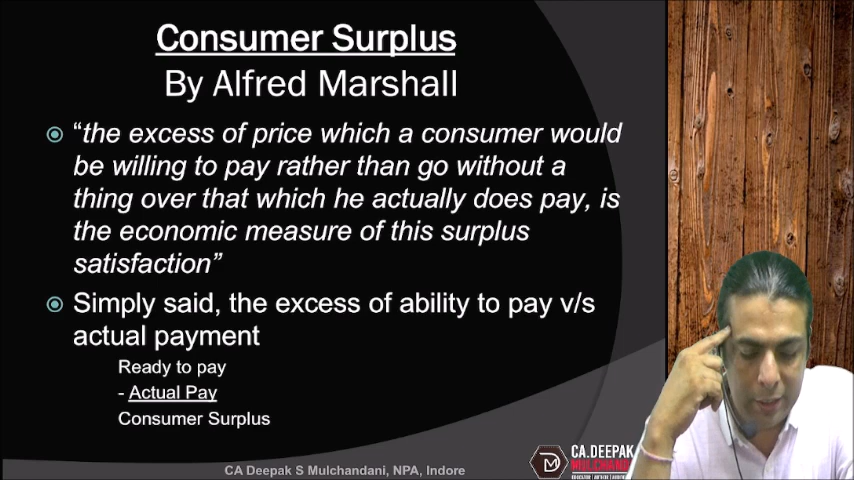 Consumer Surplus
By Alfred Marshall
“the excess of price which a consumer would
be willing to pay rather than go without a
thing over that which he actually does pay, is
the economic measure of this surplus
satisfaction”
Simply said, the excess of ability to pay v/s
actual payment
Ready to pay
- Actual Pay
Consumer Surplus
CA Deepak S Mulchandani, NPA, Indore
CA.DEEPAK